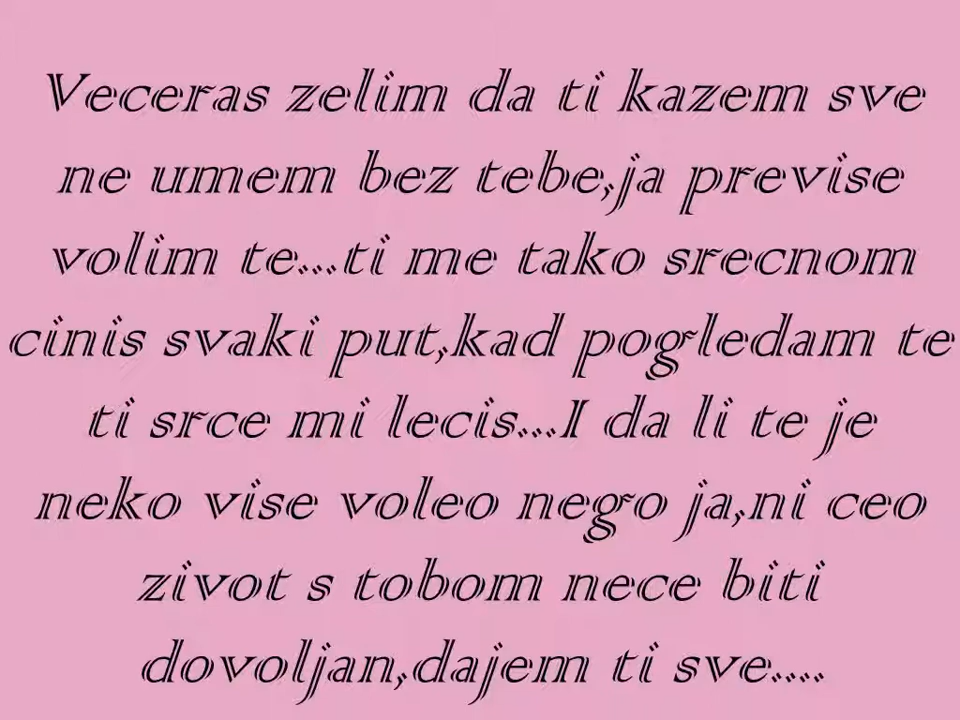 Veceras zelim da ti kazem sve
ne umem bez tebe,ja previse
volim te...ti me tako srecnom
cinis svaki put,kad pogledam te
ti srce mi lecis....I da li te je
neko vise voleo nego ja,ni ceo
zivot s tobom nece biti
dovoljan,dajem ti sve....